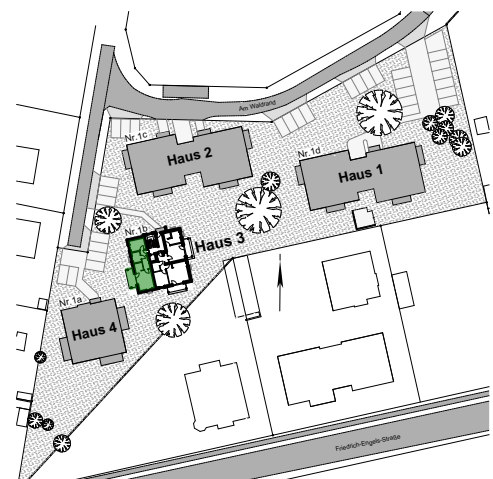 Am Waldrand
Nr.1c
Haus 2
Nr.1d
Haus 1
Nr.1b
Haus 3
Nr.1a
Haus 4
Friedrich-Engels-Straße